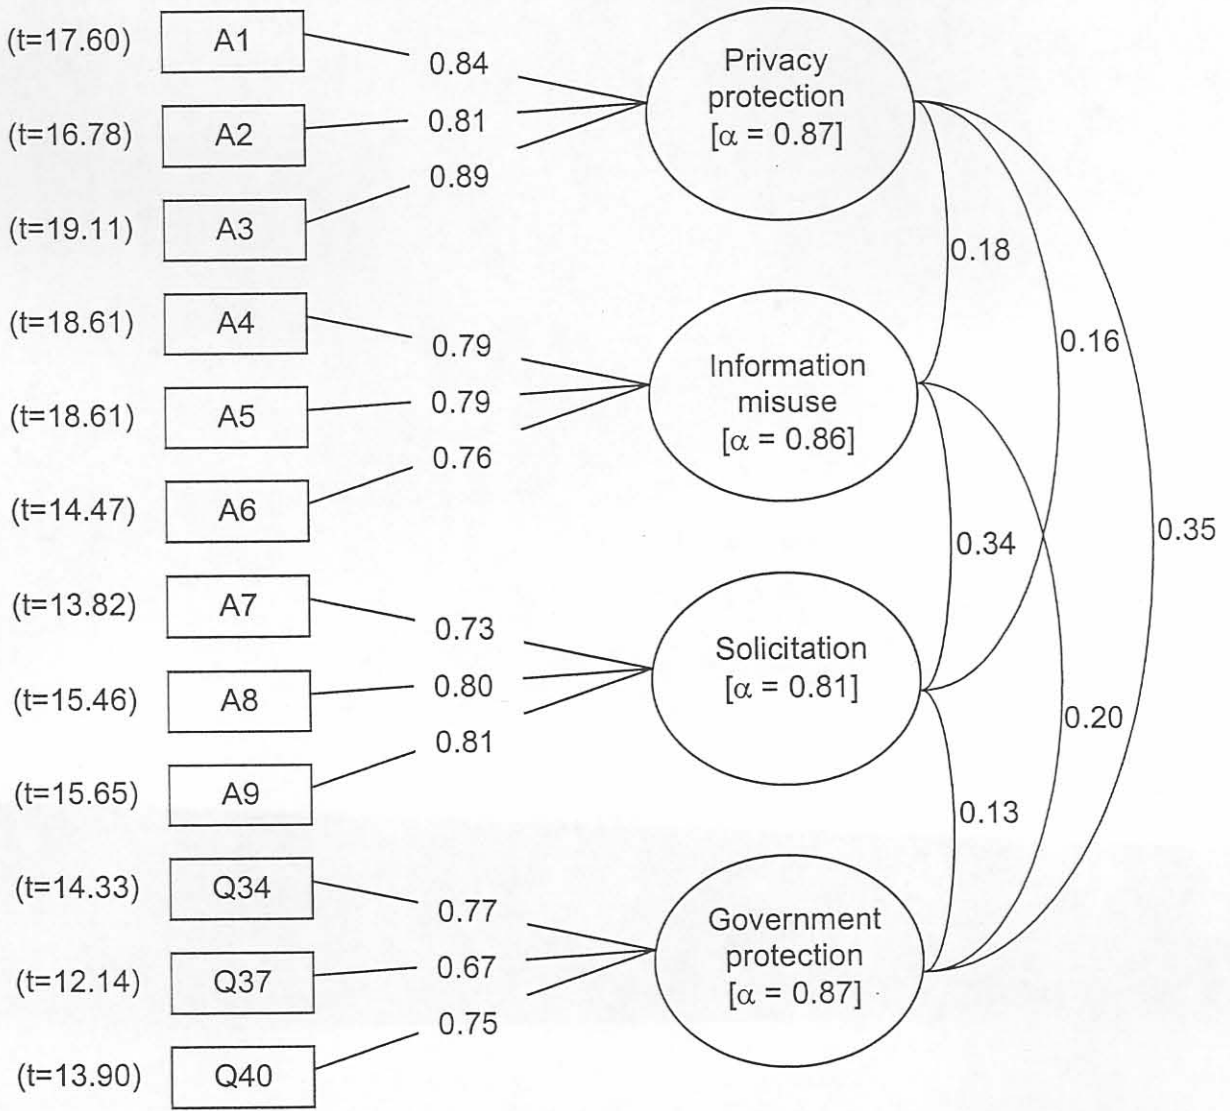 (t=17.60) A1 0.84
(t=16.78) A2 0.81
(t=19.11) A3 0.89
Privacy
protection
[α = 0.87]
0.18
(t=18.61) A4 0.79
(t=18.61) A5 0.79
(t=14.47) A6 0.76
Information
misuse
[α = 0.86]
0.16
0.34
0.35
(t=13.82) A7 0.73
(t=15.46) A8 0.80
(t=15.65) A9 0.81
Solicitation
[α = 0.81]
0.20
0.13
(t=14.33) Q34 0.77
(t=12.14) Q37 0.67
(t=13.90) Q40 0.75
Government
protection
[α = 0.87]